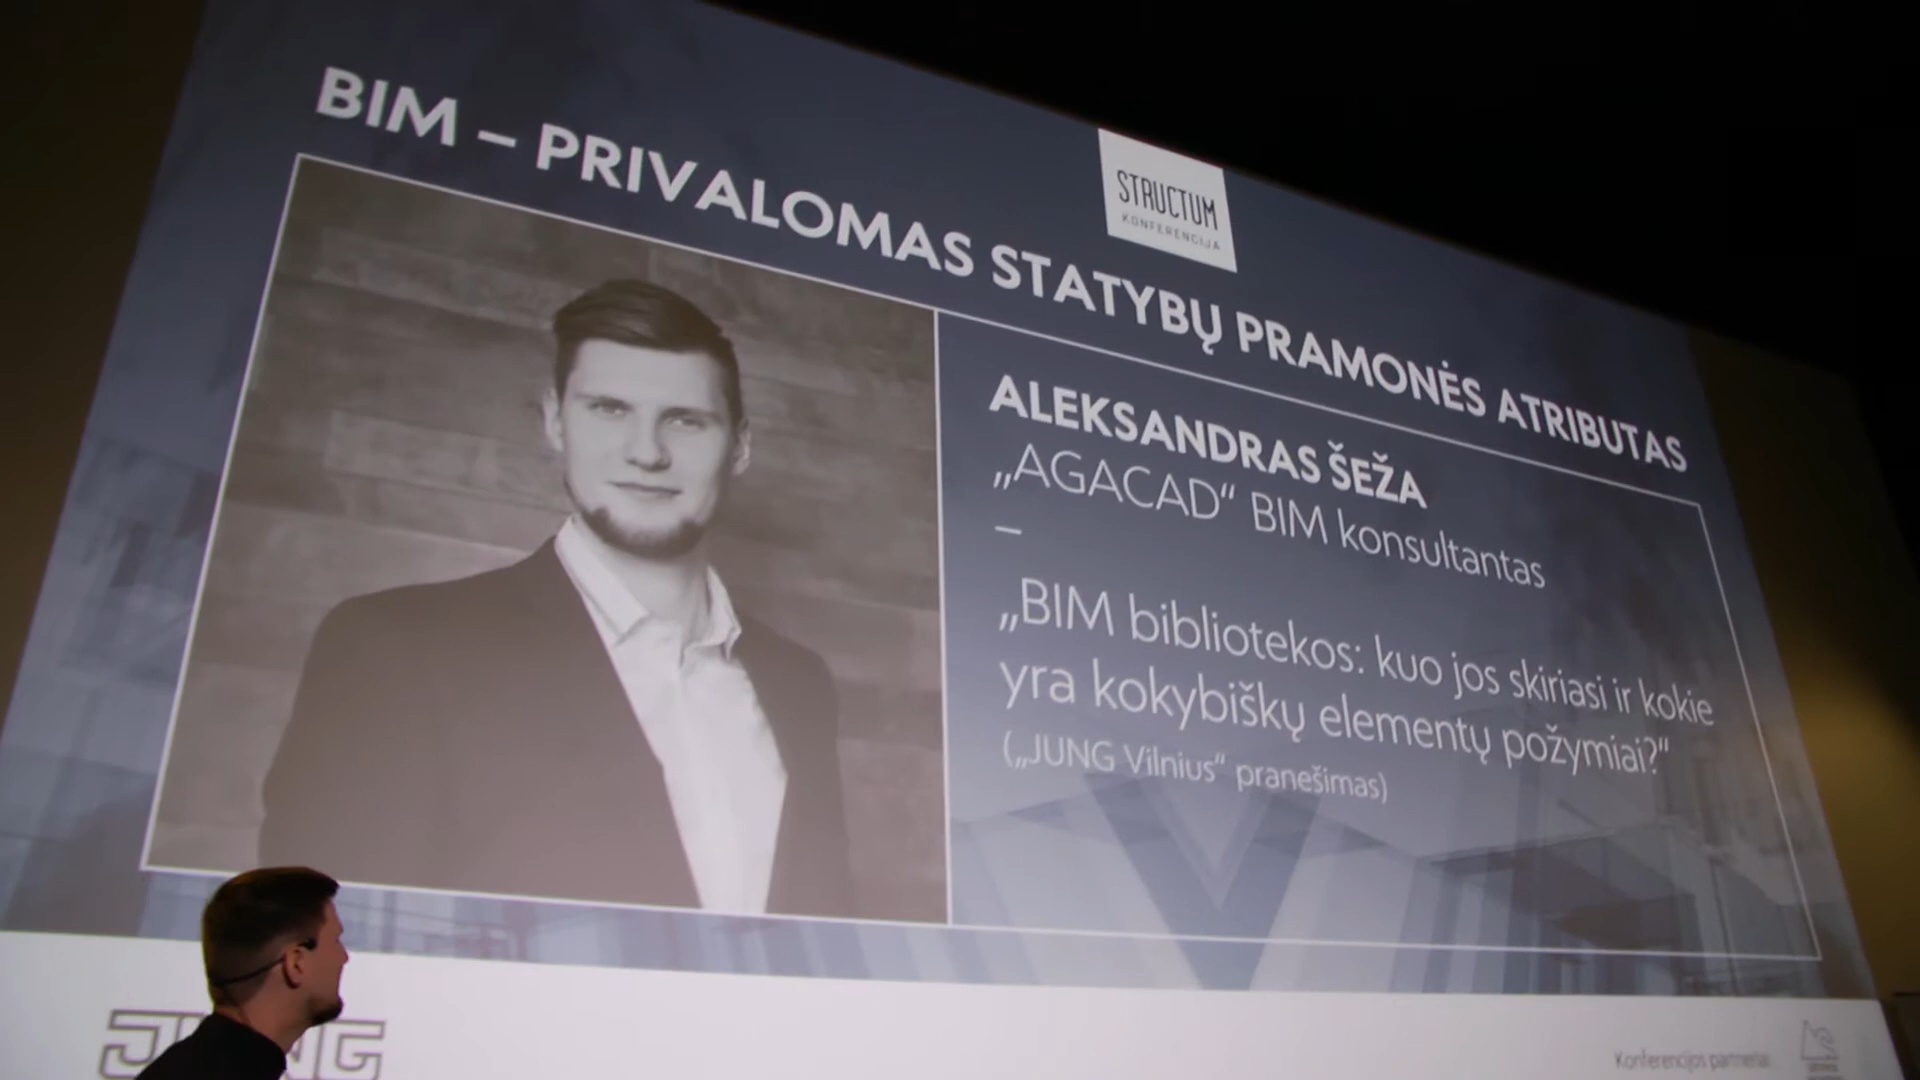 BIM – PRIVALOMAS STATYBŲ PRAMONĖS ATRIBUTAS
STRUCTUM
KONFERENCIJA
ALEKSANDRAS ŠEŽA
„AGACAD“ BIM konsultantas
–
„BIM bibliotekos: kuo jos skiriasi ir kokie
yra kokybiškų elementų požymiai?“
(„JUNG Vilnius“ pranešimas)
JUNG
Konferencijos partneriai